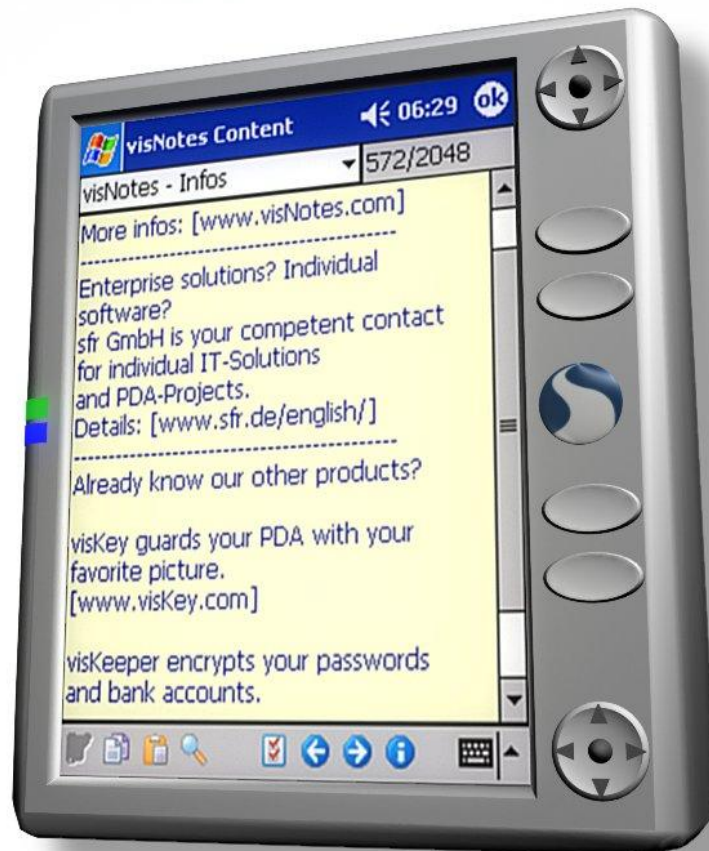 visNotes Content 06:29 ok
visNotes - Infos 572/2048
More infos: [www.visNotes.com]
----------------------------------------
Enterprise solutions? Individual
software?
sfr GmbH is your competent contact
for individual IT-Solutions
and PDA-Projects.
Details: [www.sfr.de/english/]
----------------------------------------
Already know our other products?
visKey guards your PDA with your
favorite picture.
[www.visKey.com]
visKeeper encrypts your passwords
and bank accounts.